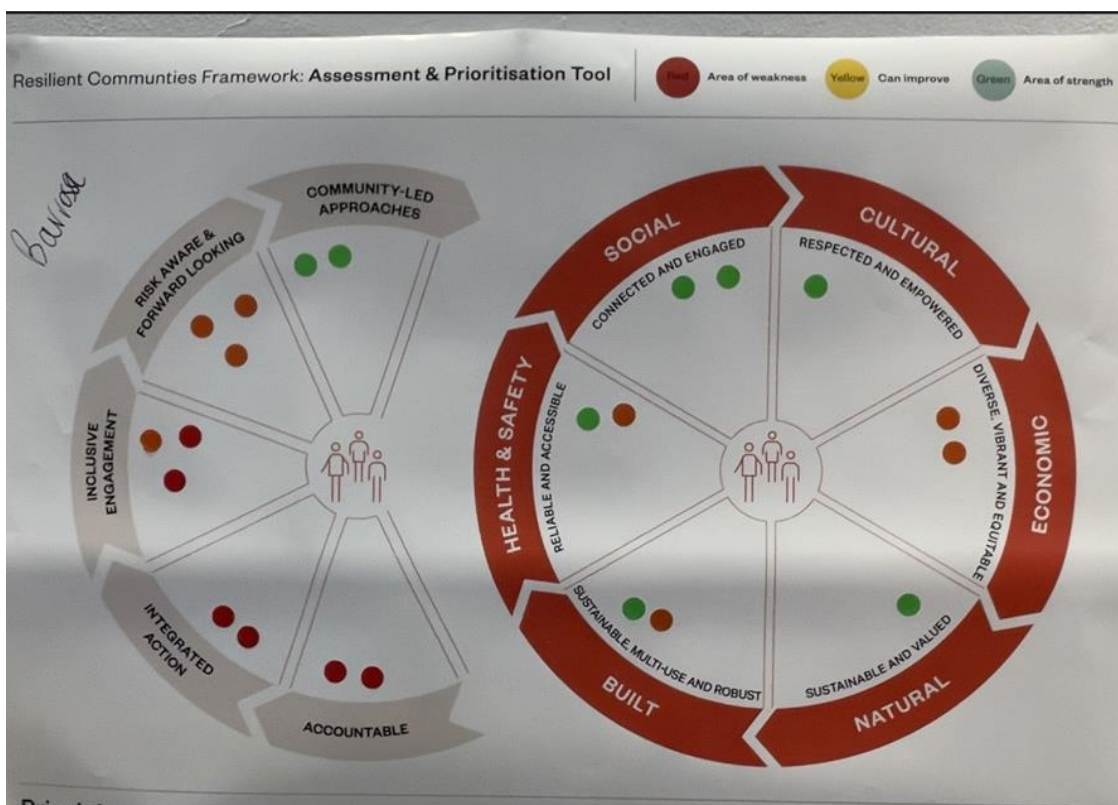 Resilient Communties Framework: Assessment & Prioritisation Tool
Red
Area of weakness
Yellow
Can improve
Green
Area of strength
Barrossa
COMMUNITY-LED
APPROACHES
RISK AWARE &
FORWARD LOOKING
INCLUSIVE
ENGAGEMENT
INTEGRATED
ACTION
ACCOUNTABLE
SOCIAL
CONNECTED AND ENGAGED
CULTURAL
RESPECTED AND EMPOWERED
ECONOMIC
DIVERSE, VIBRANT AND EQUITABLE
NATURAL
SUSTAINABLE AND VALUED
BUILT
SUSTAINABLE, MULTI-USE AND ROBUST
HEALTH & SAFETY
RELIABLE AND ACCESSIBLE